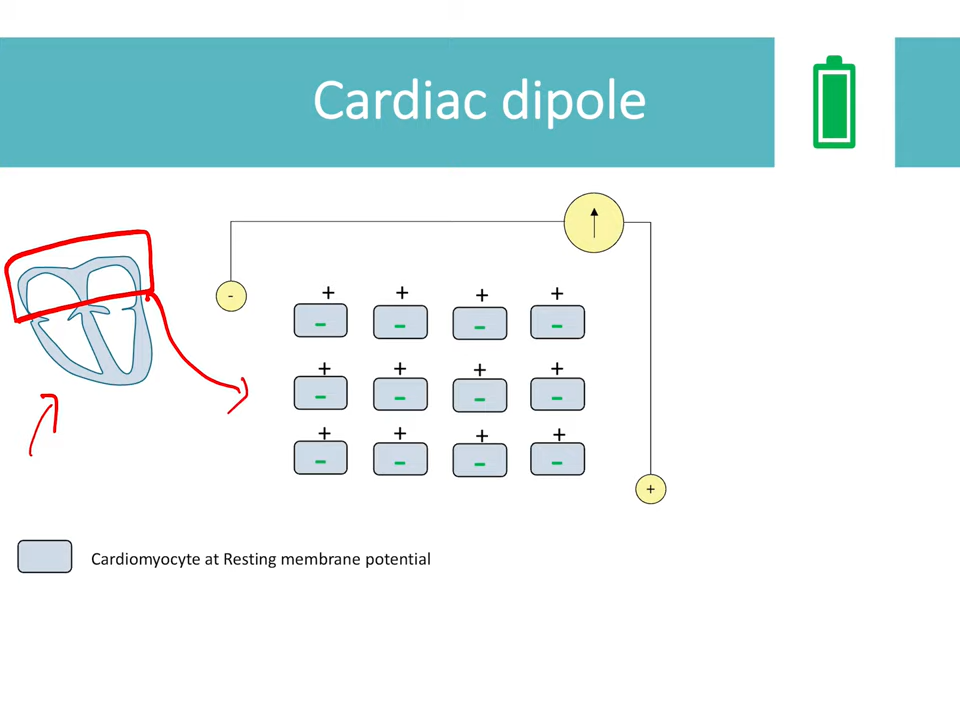 Cardiac dipole
-
+ + + +
- - - -
+ + + +
- - - -
+ + + +
- - - -
+
Cardiomyocyte at Resting membrane potential